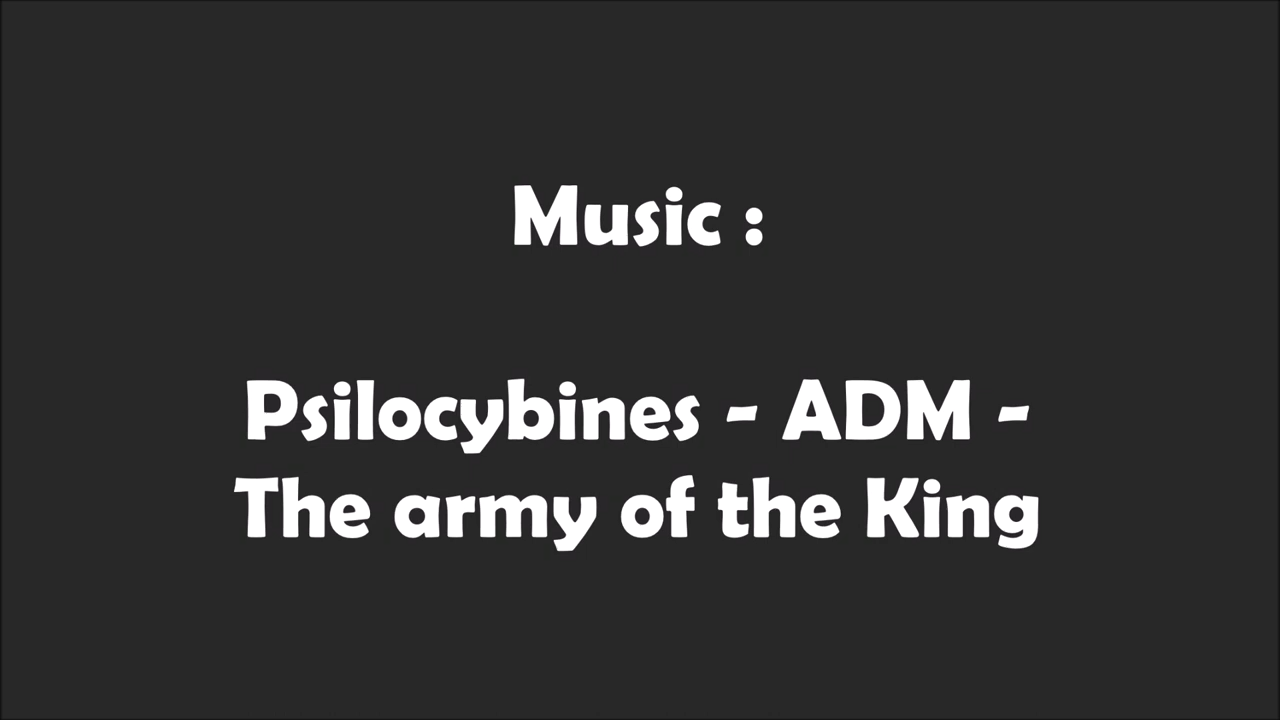 Music :
Psilocybines - ADM -
The army of the King